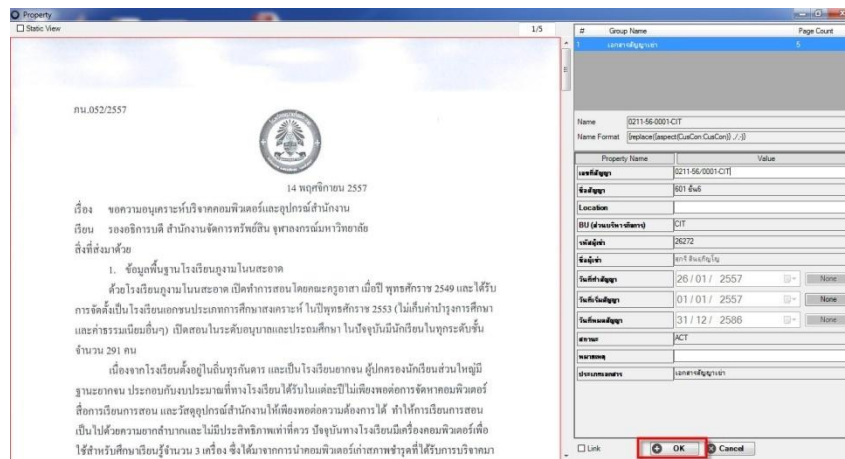 Property
Static View
1/5
ภน.052/2557
14 พฤศจิกายน 2557
เรื่อง ขอความอนุเคราะห์บริจาคคอมพิวเตอร์และอุปกรณ์สำนักงาน
เรียน รองอธิการบดี สำนักงานจัดการทรัพย์สิน จุฬาลงกรณ์มหาวิทยาลัย
สิ่งที่ส่งมาด้วย
1. ข้อมูลพื้นฐานโรงเรียนภูงามโนนสะอาด
ด้วยโรงเรียนภูงามโนนสะอาด เปิดทำการสอนโดยคณะครูอาสา เมื่อปี พุทธศักราช 2549 และได้รับ
การจัดตั้งเป็นโรงเรียนเอกชนประเภทการศึกษาสงเคราะห์ ในปีพุทธศักราช 2553 (ไม่เก็บค่าบำรุงการศึกษา
และค่าธรรมเนียมอื่นๆ) เปิดสอนในระดับอนุบาลและประถมศึกษา ในปัจจุบันมีนักเรียนในทุกระดับชั้น
จำนวน 291 คน
เนื่องจากโรงเรียนตั้งอยู่ในถิ่นทุรกันดาร และเป็นโรงเรียนยากจน ผู้ปกครองนักเรียนส่วนใหญ่มี
ฐานะยากจน ประกอบกับงบประมาณที่ทางโรงเรียนได้รับในแต่ละปีไม่เพียงพอต่อการจัดหาคอมพิวเตอร์
สื่อการเรียนการสอน และวัสดุอุปกรณ์สำนักงานให้เพียงพอต่อความต้องการได้ ทำให้การเรียนการสอน
เป็นไปด้วยความยากลำบากและไม่มีประสิทธิภาพเท่าที่ควร ปัจจุบันทางโรงเรียนมีเครื่องคอมพิวเตอร์เพื่อ
ใช้สำหรับศึกษาเรียนรู้จำนวน 3 เครื่อง ซึ่งได้มาจากการนำคอมพิวเตอร์เก่าสภาพชำรุดที่ได้รับการบริจาคมา
# Group Name Page Count
1 เอกสารสัญญาเช่า 5
Name 0211-56-0001-CIT
Name Format {replace({aspect(CusCon:CusCon)} ,/,-)}
Property Name Value
เลขที่สัญญา 0211-56/0001-CIT
ชื่อสัญญา 601 ชั้น6
Location
BU (ส่วนบริหารจัดการ) CIT
รหัสผู้เช่า 26272
ชื่อผู้เช่า
วันที่ทำสัญญา 26/01/ 2557 None
วันที่เริ่มสัญญา 01/01/ 2557 None
วันที่หมดสัญญา 31/12/ 2586 None
สถานะ ACT
หมายเหตุ
ประเภทเอกสาร เอกสารสัญญาเช่า
Link OK Cancel